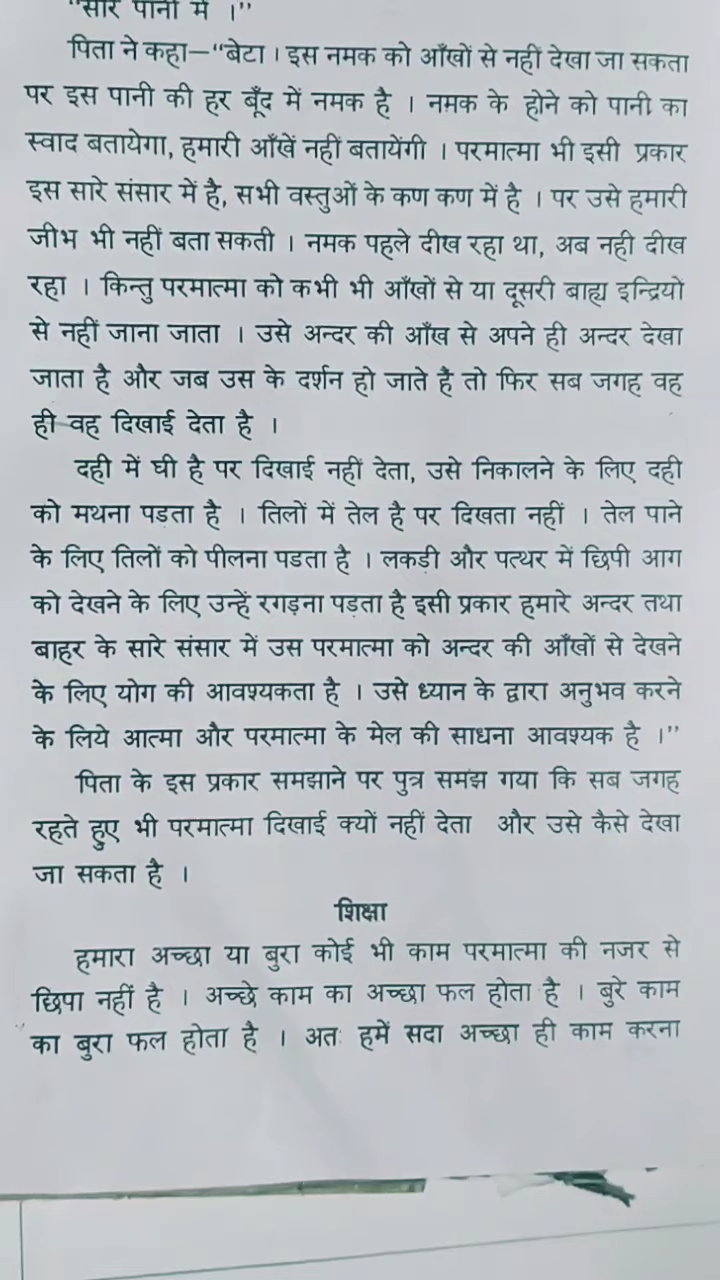 "सारे पानी में ।"
पिता ने कहा—"बेटा । इस नमक को आँखों से नहीं देखा जा सकता
पर इस पानी की हर बूँद में नमक है । नमक के होने को पानी का
स्वाद बतायेगा, हमारी आँखें नहीं बतायेंगी । परमात्मा भी इसी प्रकार
इस सारे संसार में है, सभी वस्तुओं के कण कण में है । पर उसे हमारी
जीभ भी नहीं बता सकती । नमक पहले दीख रहा था, अब नही दीख
रहा । किन्तु परमात्मा को कभी भी आँखों से या दूसरी बाह्य इन्द्रियों
से नहीं जाना जाता । उसे अन्दर की आँख से अपने ही अन्दर देखा
जाता है और जब उस के दर्शन हो जाते है तो फिर सब जगह वह
ही वह दिखाई देता है ।
दही में घी है पर दिखाई नहीं देता, उसे निकालने के लिए दही
को मथना पड़ता है । तिलों में तेल है पर दिखता नहीं । तेल पाने
के लिए तिलों को पीलना पडता है । लकड़ी और पत्थर में छिपी आग
को देखने के लिए उन्हें रगड़ना पड़ता है इसी प्रकार हमारे अन्दर तथा
बाहर के सारे संसार में उस परमात्मा को अन्दर की आँखों से देखने
के लिए योग की आवश्यकता है । उसे ध्यान के द्वारा अनुभव करने
के लिये आत्मा और परमात्मा के मेल की साधना आवश्यक है ।"
पिता के इस प्रकार समझाने पर पुत्र समझ गया कि सब जगह
रहते हुए भी परमात्मा दिखाई क्यों नहीं देता और उसे कैसे देखा
जा सकता है ।
शिक्षा
हमारा अच्छा या बुरा कोई भी काम परमात्मा की नजर से
छिपा नहीं है । अच्छे काम का अच्छा फल होता है । बुरे काम
का बुरा फल होता है । अतः हमें सदा अच्छा ही काम करना